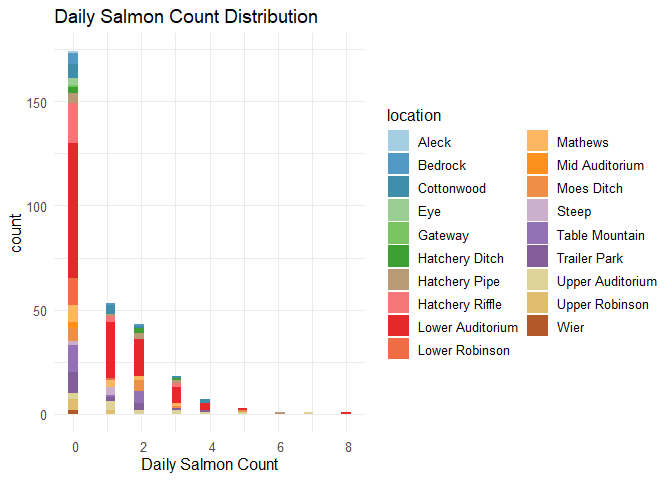 Daily Salmon Count Distribution
150
100
50
0
count
0 2 4 6 8
Daily Salmon Count
location
Aleck
Bedrock
Cottonwood
Eye
Gateway
Hatchery Ditch
Hatchery Pipe
Hatchery Riffle
Lower Auditorium
Lower Robinson
Mathews
Mid Auditorium
Moes Ditch
Steep
Table Mountain
Trailer Park
Upper Auditorium
Upper Robinson
Wier